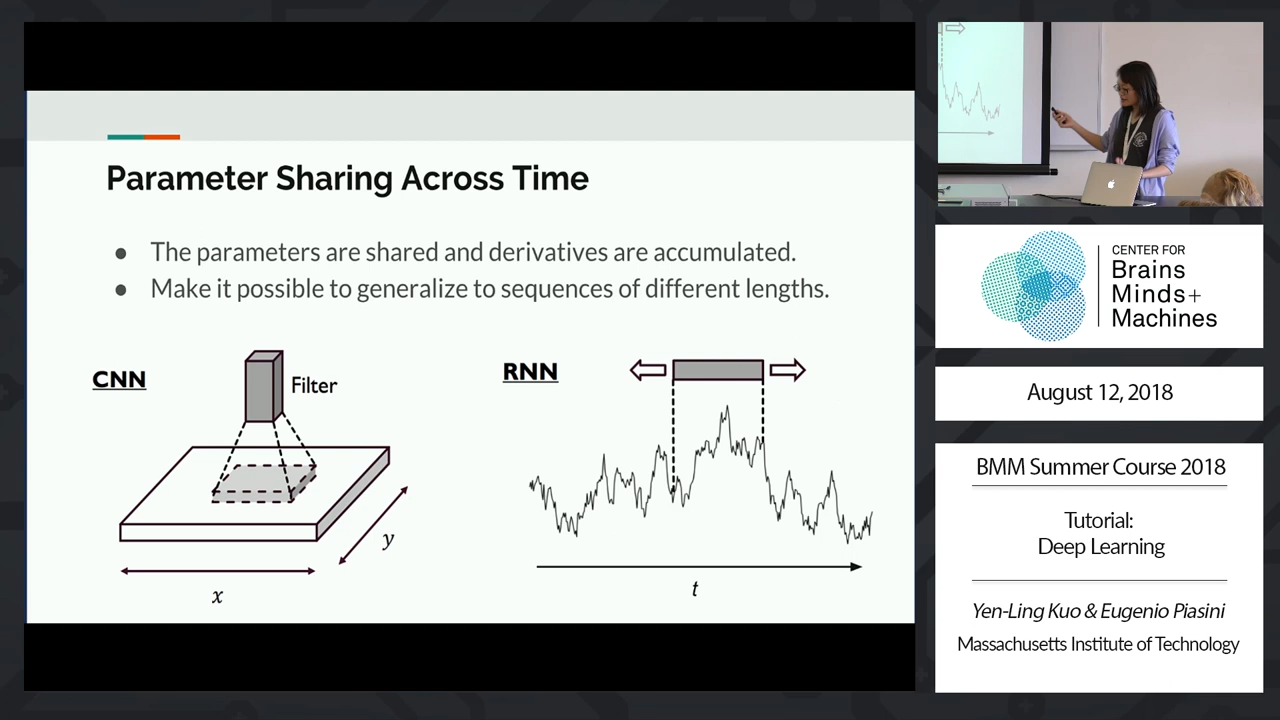 Parameter Sharing Across Time
● The parameters are shared and derivatives are accumulated.
● Make it possible to generalize to sequences of different lengths.
CNN
Filter
x
y
RNN
t
CENTER FOR
Brains
Minds+
Machines
August 12, 2018
BMM Summer Course 2018
Tutorial:
Deep Learning
Yen-Ling Kuo & Eugenio Piasini
Massachusetts Institute of Technology